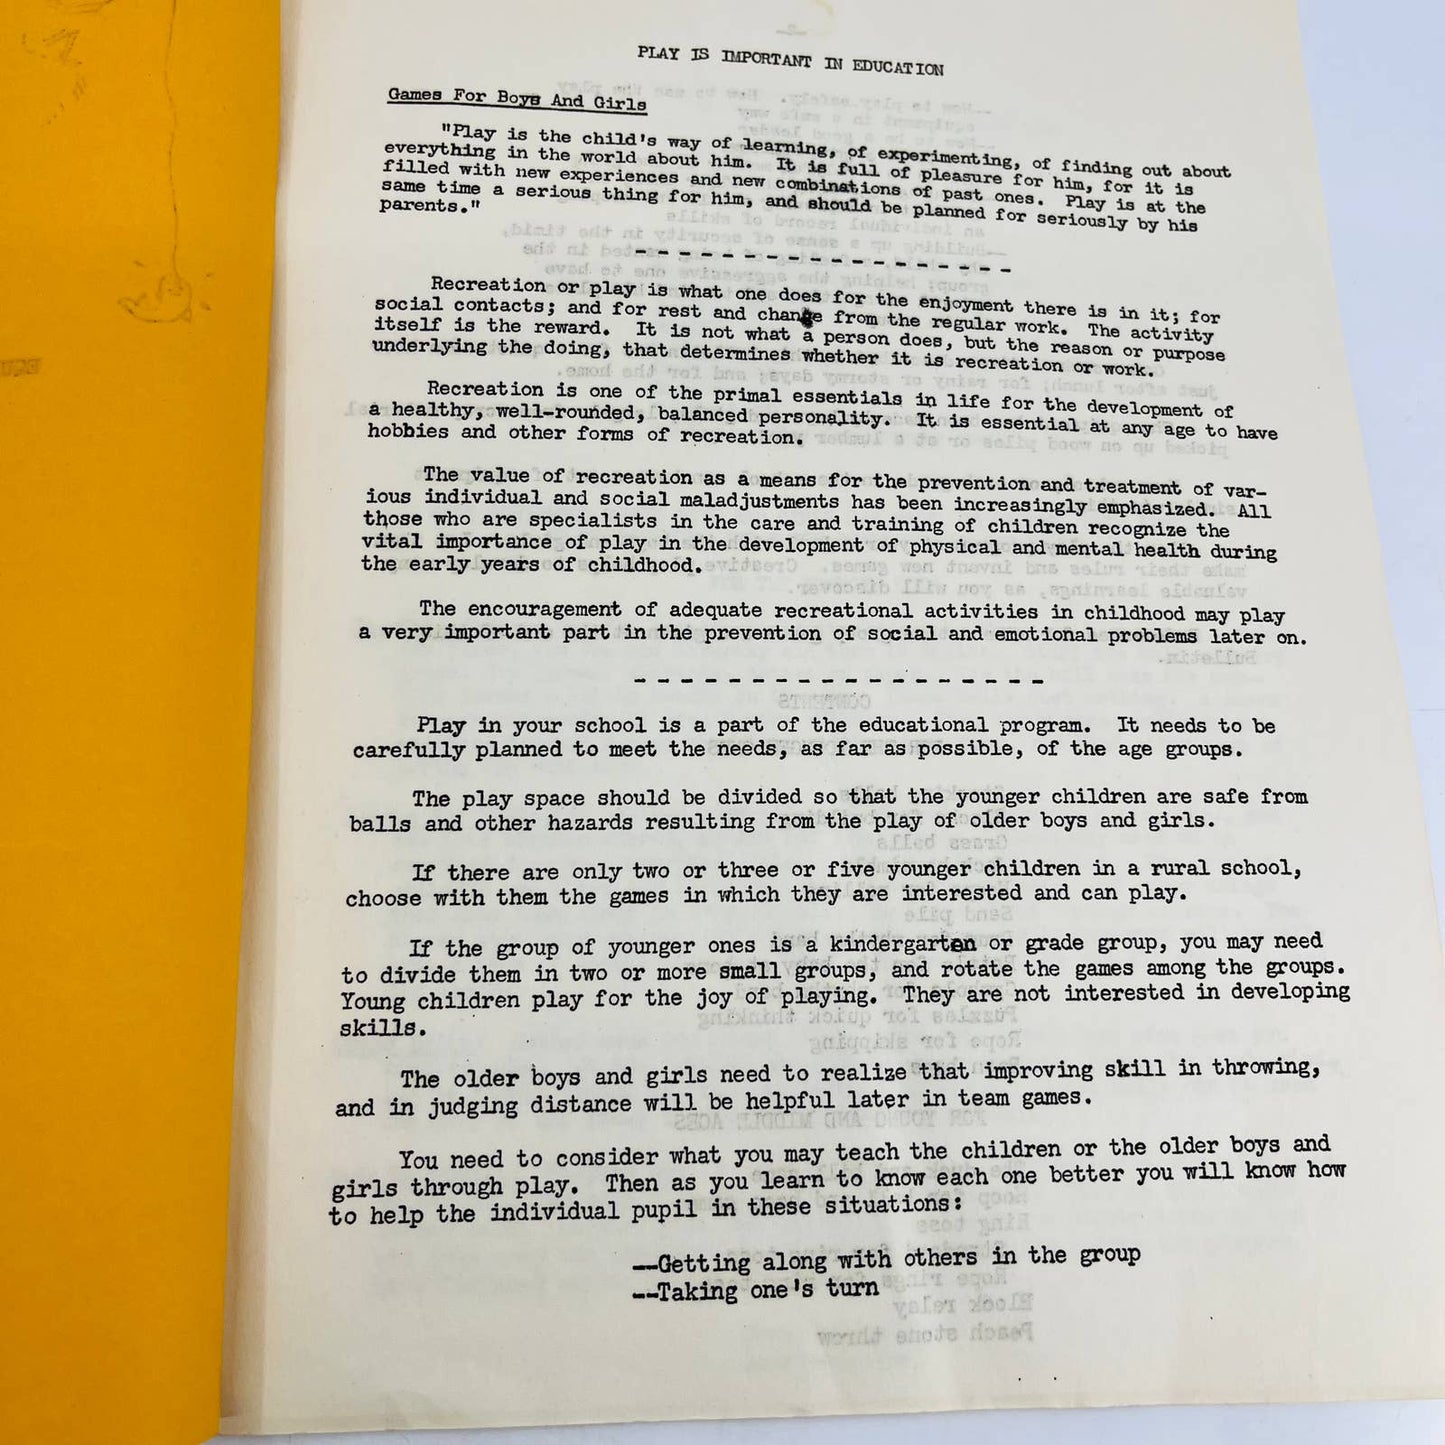 PLAY IS IMPORTANT IN EDUCATION
Games For Boys And Girls
"Play is the child's way of learning, of experimenting, of finding out about
everything in the world about him. It is full of pleasure for him, for it is
filled with new experiences and new combinations of past ones. Play is at the
same time a serious thing for him, and should be planned for seriously by his
parents."
- - - - - - - - - - - - - - - - - -
Recreation or play is what one does for the enjoyment there is in it; for
social contacts; and for rest and change from the regular work. The activity
itself is the reward. It is not what a person does, but the reason or purpose
underlying the doing, that determines whether it is recreation or work.
Recreation is one of the primal essentials in life for the development of
a healthy, well-rounded, balanced personality. It is essential at any age to have
hobbies and other forms of recreation.
The value of recreation as a means for the prevention and treatment of var-
ious individual and social maladjustments has been increasingly emphasized. All
those who are specialists in the care and training of children recognize the
vital importance of play in the development of physical and mental health during
the early years of childhood.
The encouragement of adequate recreational activities in childhood may play
a very important part in the prevention of social and emotional problems later on.
- - - - - - - - - - - - - - - - - -
Play in your school is a part of the educational program. It needs to be
carefully planned to meet the needs, as far as possible, of the age groups.
The play space should be divided so that the younger children are safe from
balls and other hazards resulting from the play of older boys and girls.
If there are only two or three or five younger children in a rural school,
choose with them the games in which they are interested and can play.
If the group of younger ones is a kindergarten or grade group, you may need
to divide them in two or more small groups, and rotate the games among the groups.
Young children play for the joy of playing. They are not interested in developing
skills.
The older boys and girls need to realize that improving skill in throwing,
and in judging distance will be helpful later in team games.
You need to consider what you may teach the children or the older boys and
girls through play. Then as you learn to know each one better you will know how
to help the individual pupil in these situations:
--Getting along with others in the group
--Taking one's turn